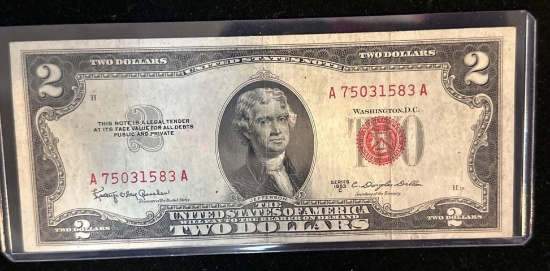 TWO DOLLARS
UNITED STATES NOTE
TWO DOLLARS
2
2
H
A 75031583 A
THIS NOTE IS A LEGAL TENDER
AT ITS FACE VALUE FOR ALL DEBTS
PUBLIC AND PRIVATE
WASHINGTON, D.C.
TWO
A 75031583 A
SERIES
1953
C
C. Douglas Dillon
H
JEFFERSON
THE
UNITED STATES OF AMERICA
WILL PAY TO THE BEARER ON DEMAND
TWO DOLLARS
2
TWO DOLLARS
2
TWO DOLLARS